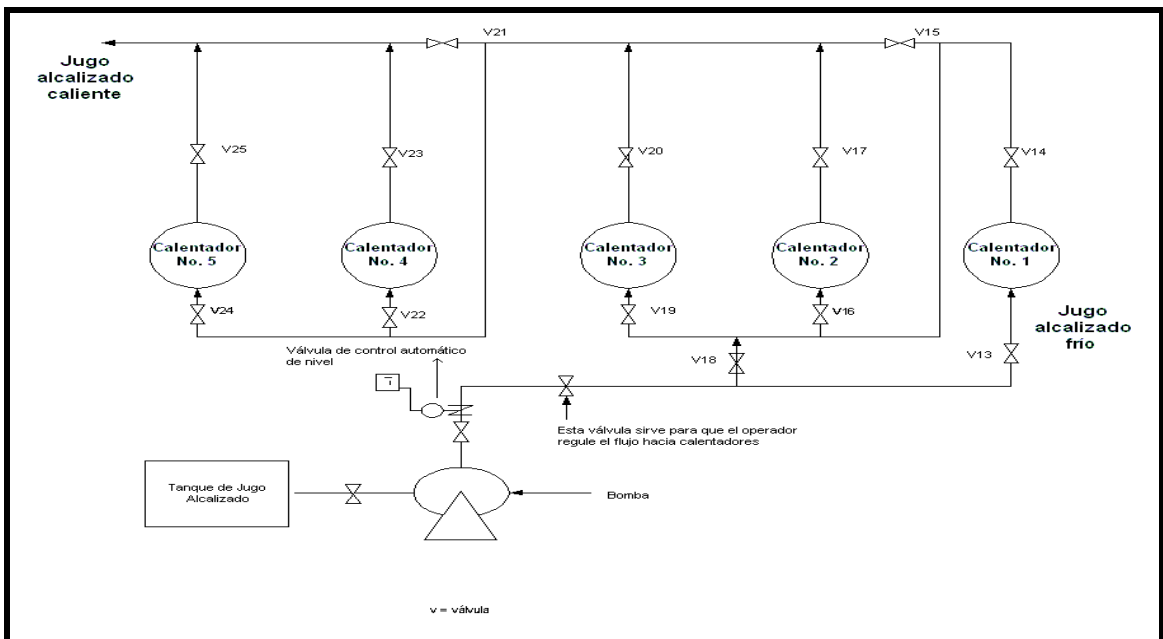 V21
V15
Jugo
alcalizado
caliente
V25
V23
V20
V17
V14
Calentador
No. 5
Calentador
No. 4
Calentador
No. 3
Calentador
No. 2
Calentador
No. 1
V24
V22
V19
V16
Jugo
alcalizado
frío
Válvula de control automático
de nivel
V18
V13
Esta válvula sirve para que el operador
regule el flujo hacia calentadores
Tanque de Jugo
Alcalizado
Bomba
v = válvula